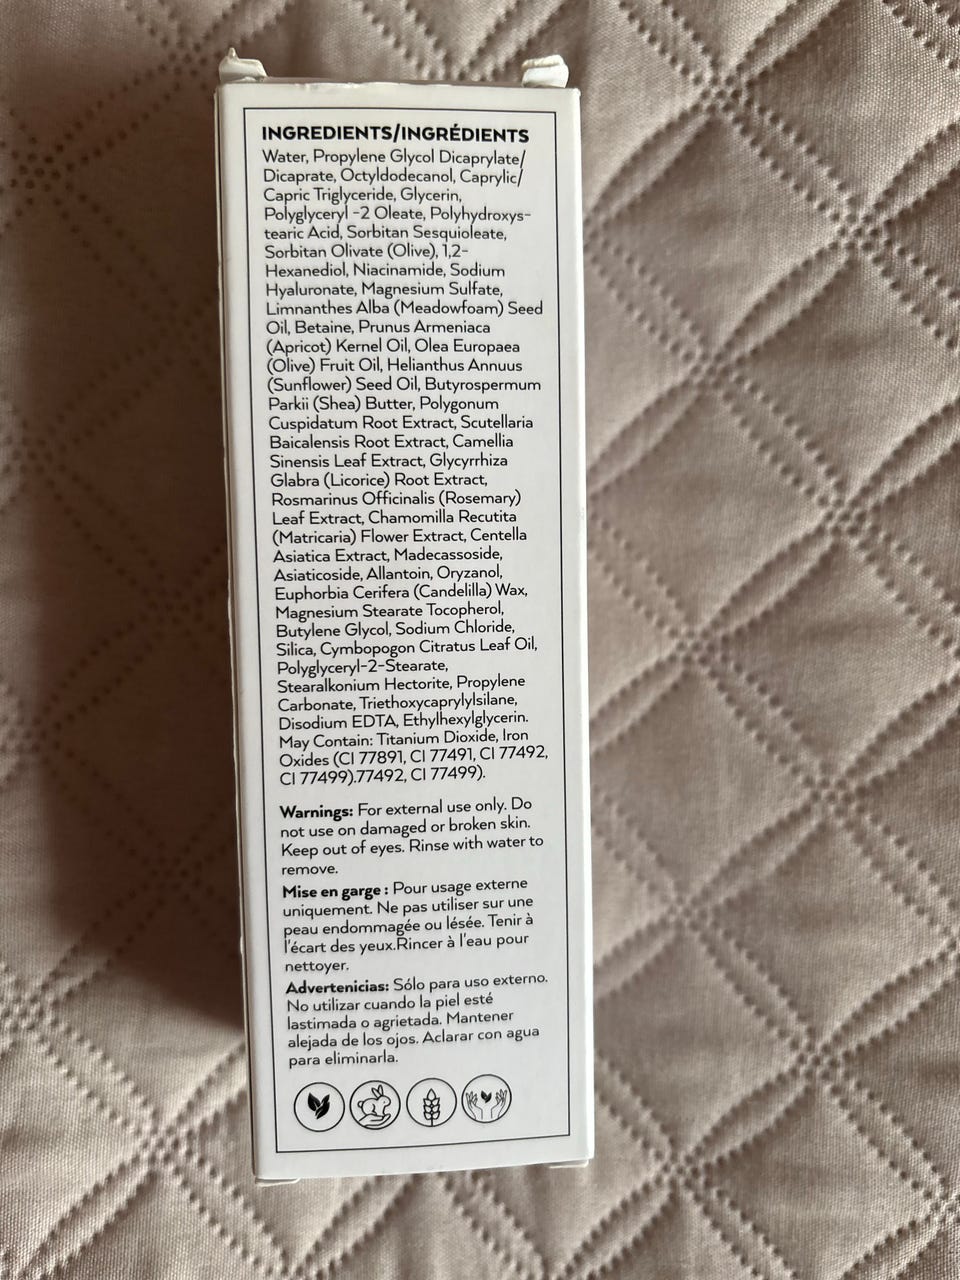 INGREDIENTS/INGRÉDIENTS
Water, Propylene Glycol Dicaprylate/
Dicaprate, Octyldodecanol, Caprylic/
Capric Triglyceride, Glycerin,
Polyglyceryl -2 Oleate, Polyhydroxys-
tearic Acid, Sorbitan Sesquioleate,
Sorbitan Olivate (Olive), 1,2-
Hexanediol, Niacinamide, Sodium
Hyaluronate, Magnesium Sulfate,
Limnanthes Alba (Meadowfoam) Seed
Oil, Betaine, Prunus Armeniaca
(Apricot) Kernel Oil, Olea Europaea
(Olive) Fruit Oil, Helianthus Annuus
(Sunflower) Seed Oil, Butyrospermum
Parkii (Shea) Butter, Polygonum
Cuspidatum Root Extract, Scutellaria
Baicalensis Root Extract, Camellia
Sinensis Leaf Extract, Glycyrrhiza
Glabra (Licorice) Root Extract,
Rosmarinus Officinalis (Rosemary)
Leaf Extract, Chamomilla Recutita
(Matricaria) Flower Extract, Centella
Asiatica Extract, Madecassoside,
Asiaticoside, Allantoin, Oryzanol,
Euphorbia Cerifera (Candelilla) Wax,
Magnesium Stearate Tocopherol,
Butylene Glycol, Sodium Chloride,
Silica, Cymbopogon Citratus Leaf Oil,
Polyglyceryl-2-Stearate,
Stearalkonium Hectorite, Propylene
Carbonate, Triethoxycaprylylsilane,
Disodium EDTA, Ethylhexylglycerin.
May Contain: Titanium Dioxide, Iron
Oxides (CI 77891, CI 77491, CI 77492,
CI 77499).77492, CI 77499).
Warnings: For external use only. Do
not use on damaged or broken skin.
Keep out of eyes. Rinse with water to
remove.
Mise en garge : Pour usage externe
uniquement. Ne pas utiliser sur une
peau endommagée ou lésée. Tenir à
l'écart des yeux.Rincer à l'eau pour
nettoyer.
Advertenicias: Sólo para uso externo.
No utilizar cuando la piel esté
lastimada o agrietada. Mantener
alejada de los ojos. Aclarar con agua
para eliminarla.